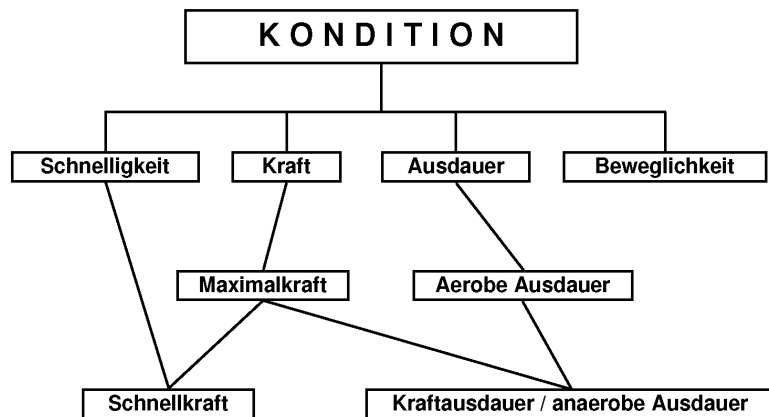 KONDITION
Schnelligkeit Kraft Ausdauer Beweglichkeit
Maximalkraft Aerobe Ausdauer
Schnellkraft Kraftausdauer / anaerobe Ausdauer